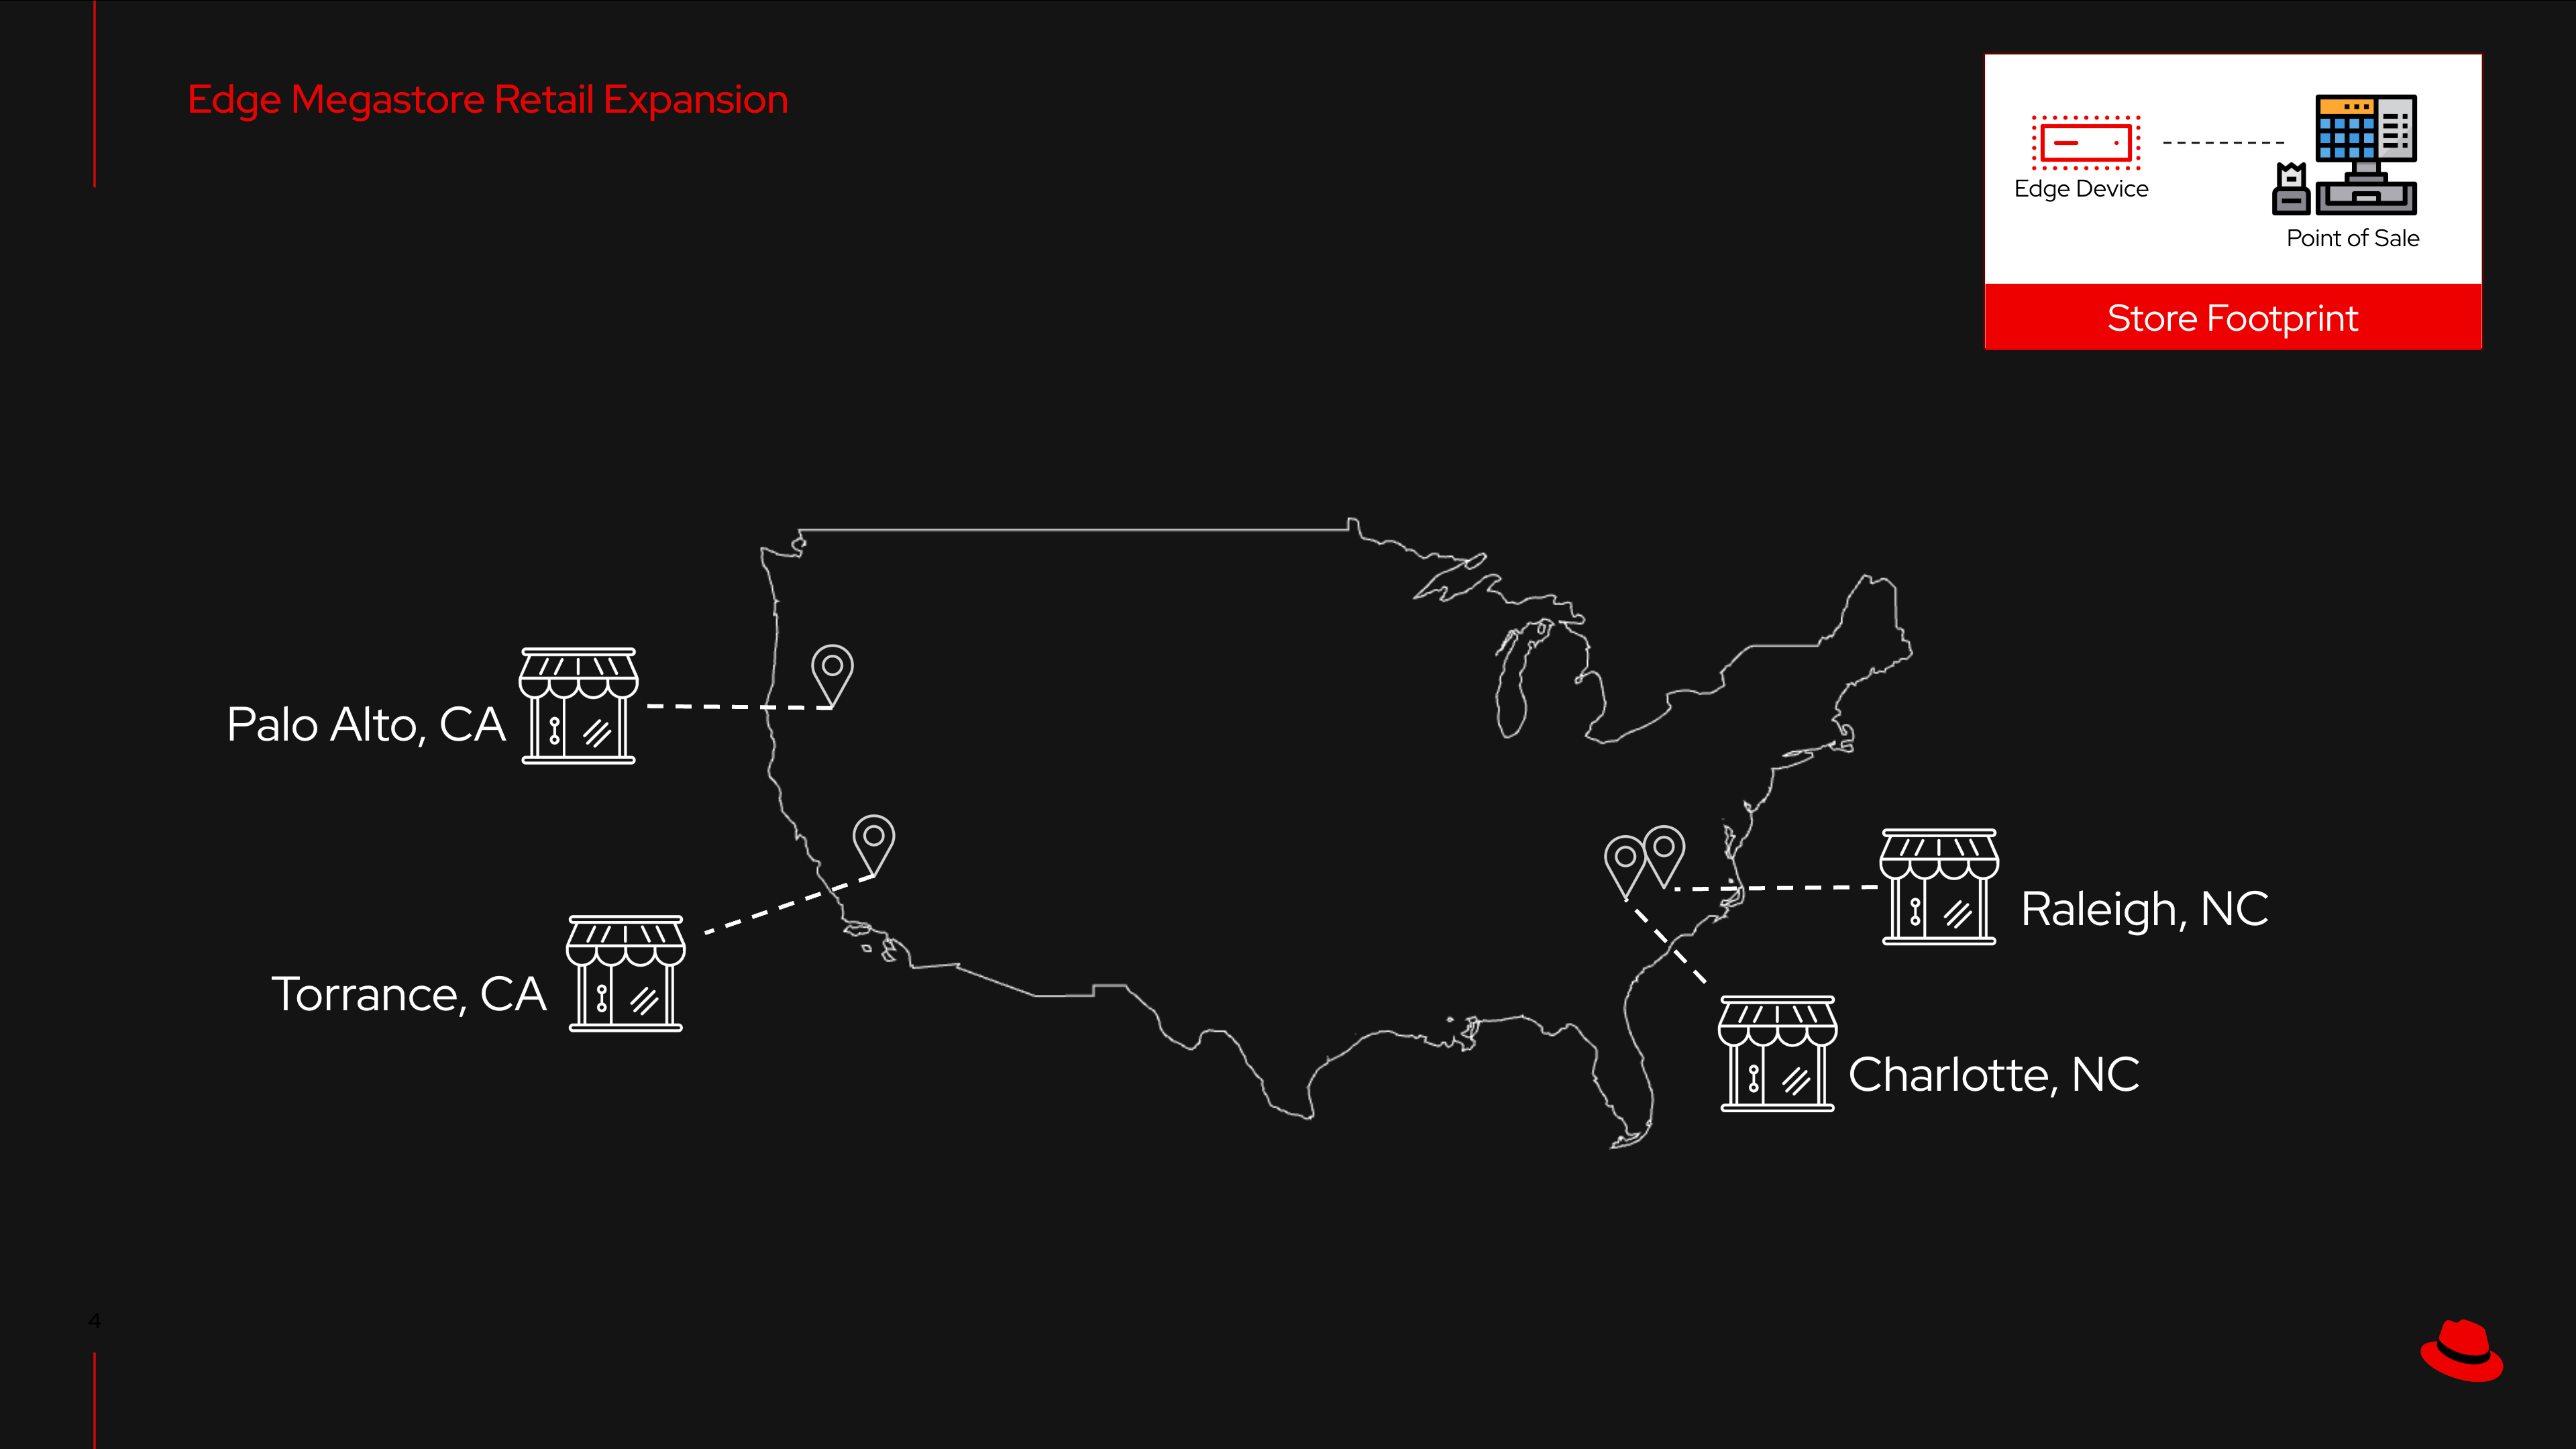 Edge Megastore Retail Expansion
Edge Device
Point of Sale
Store Footprint
Palo Alto, CA
Torrance, CA
Raleigh, NC
Charlotte, NC
4